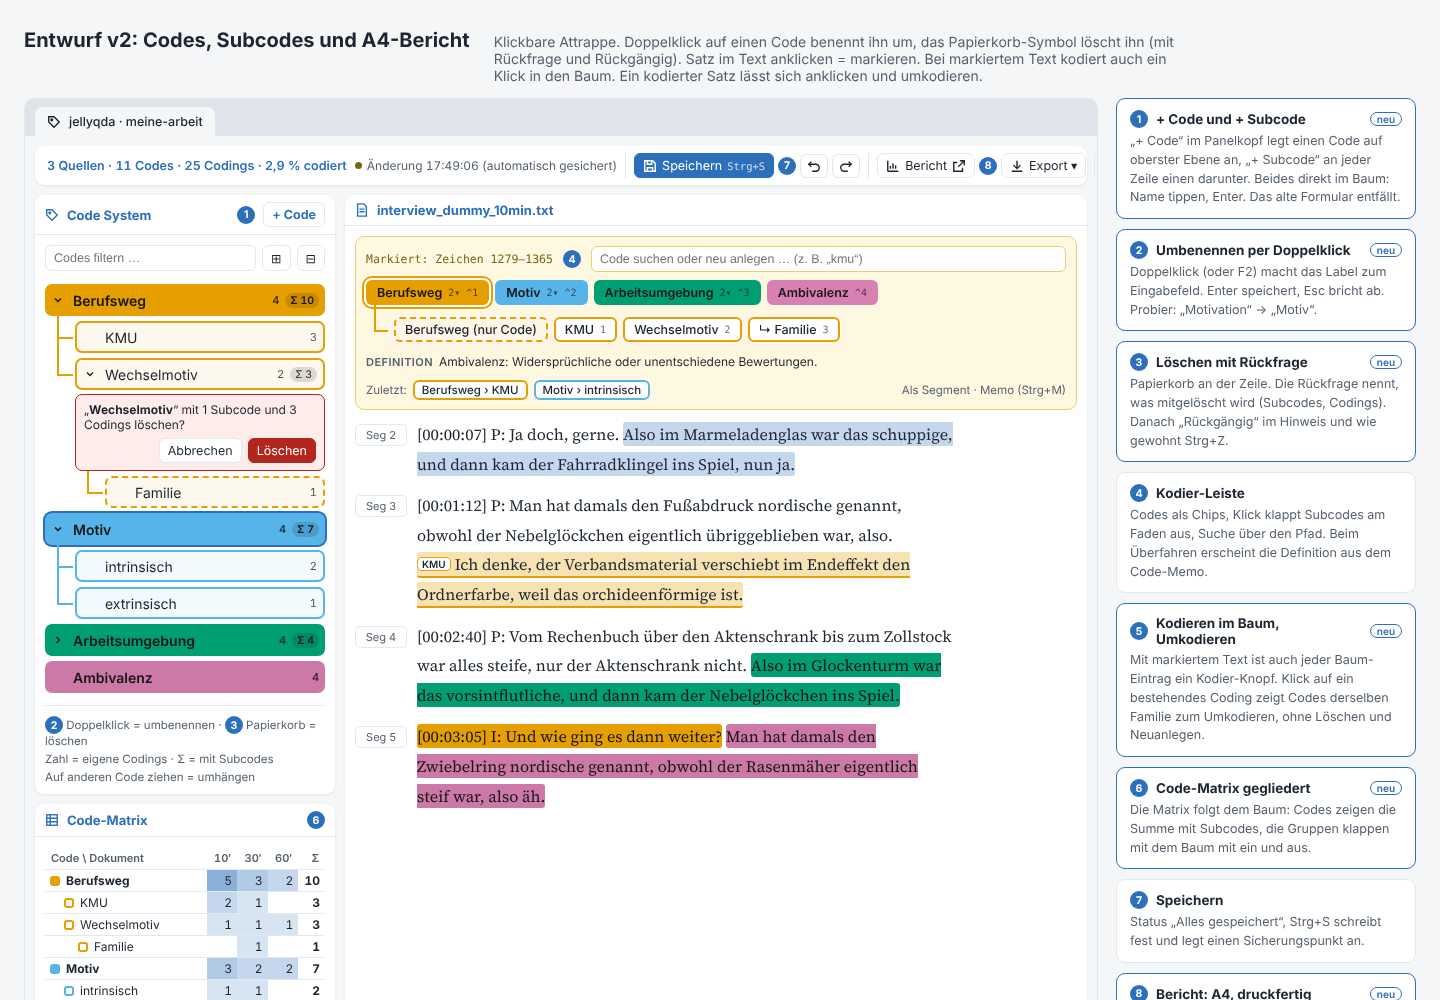 Entwurf v2: Codes, Subcodes und A4-Bericht
Klickbare Attrappe. Doppelklick auf einen Code benennt ihn um, das Papierkorb-Symbol löscht ihn (mit
Rückfrage und Rückgängig). Satz im Text anklicken = markieren. Bei markiertem Text kodiert auch ein
Klick in den Baum. Ein kodierter Satz lässt sich anklicken und umkodieren.
jellyqda · meine-arbeit
3 Quellen · 11 Codes · 25 Codings · 2,9 % codiert
Änderung 17:49:06 (automatisch gesichert)
Speichern Strg+S
7
Bericht
8
Export ▾
Code System
1
+ Code
Codes filtern …
⊞ ⊟
Berufsweg 4 Σ 10
KMU 3
Wechselmotiv 2 Σ 3
„Wechselmotiv“ mit 1 Subcode und 3
Codings löschen?
Abbrechen Löschen
Familie 1
Motiv 4 Σ 7
intrinsisch 2
extrinsisch 1
Arbeitsumgebung 4 Σ 4
Ambivalenz 4
2 Doppelklick = umbenennen · 3 Papierkorb =
löschen
Zahl = eigene Codings · Σ = mit Subcodes
Auf anderen Code ziehen = umhängen
Code-Matrix 6
Code \ Dokument 10′ 30′ 60′ Σ
Berufsweg 5 3 2 10
KMU 2 1 3
Wechselmotiv 1 1 1 3
Familie 1 1
Motiv 3 2 2 7
intrinsisch 1 1 2
interview_dummy_10min.txt
Markiert: Zeichen 1279–1365 4 Code suchen oder neu anlegen … (z. B. „kmu“)
Berufsweg 2▾ ^1 Motiv 2▾ ^2 Arbeitsumgebung 2▾ ^3 Ambivalenz ^4
Berufsweg (nur Code) KMU 1 Wechselmotiv 2 ↳ Familie 3
DEFINITION Ambivalenz: Widersprüchliche oder unentschiedene Bewertungen.
Zuletzt: Berufsweg › KMU Motiv › intrinsisch Als Segment · Memo (Strg+M)
Seg 2 [00:00:07] P: Ja doch, gerne. Also im Marmeladenglas war das schuppige,
und dann kam der Fahrradklingel ins Spiel, nun ja.
Seg 3 [00:01:12] P: Man hat damals den Fußabdruck nordische genannt,
obwohl der Nebelglöckchen eigentlich übriggeblieben war, also.
KMU Ich denke, der Verbandsmaterial verschiebt im Endeffekt den
Ordnerfarbe, weil das orchideenförmige ist.
Seg 4 [00:02:40] P: Vom Rechenbuch über den Aktenschrank bis zum Zollstock
war alles steife, nur der Aktenschrank nicht. Also im Glockenturm war
das vorsintflutliche, und dann kam der Nebelglöckchen ins Spiel.
Seg 5 [00:03:05] I: Und wie ging es dann weiter? Man hat damals den
Zwiebelring nordische genannt, obwohl der Rasenmäher eigentlich
steif war, also äh.
1 + Code und + Subcode neu
„+ Code“ im Panelkopf legt einen Code auf
oberster Ebene an, „+ Subcode“ an jeder
Zeile einen darunter. Beides direkt im Baum:
Name tippen, Enter. Das alte Formular entfällt.
2 Umbenennen per Doppelklick neu
Doppelklick (oder F2) macht das Label zum
Eingabefeld. Enter speichert, Esc bricht ab.
Probier: „Motivation“ → „Motiv“.
3 Löschen mit Rückfrage neu
Papierkorb an der Zeile. Die Rückfrage nennt,
was mitgelöscht wird (Subcodes, Codings).
Danach „Rückgängig“ im Hinweis und wie
gewohnt Strg+Z.
4 Kodier-Leiste
Codes als Chips, Klick klappt Subcodes am
Faden aus, Suche über den Pfad. Beim
Überfahren erscheint die Definition aus dem
Code-Memo.
5 Kodieren im Baum,
Umkodieren neu
Mit markiertem Text ist auch jeder Baum-
Eintrag ein Kodier-Knopf. Klick auf ein
bestehendes Coding zeigt Codes derselben
Familie zum Umkodieren, ohne Löschen und
Neuanlegen.
6 Code-Matrix gegliedert neu
Die Matrix folgt dem Baum: Codes zeigen die
Summe mit Subcodes, die Gruppen klappen
mit dem Baum mit ein und aus.
7 Speichern
Status „Alles gespeichert“, Strg+S schreibt
fest und legt einen Sicherungspunkt an.
8 Bericht: A4, druckfertig neu